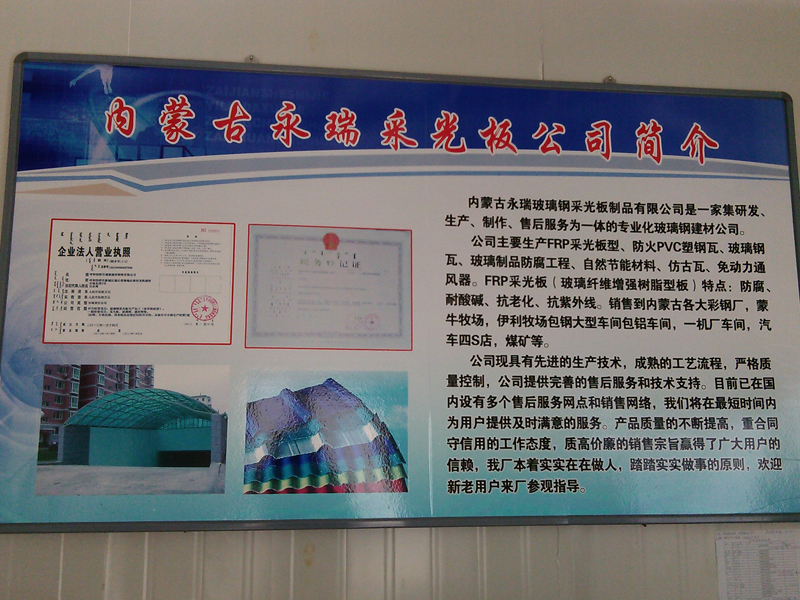 内蒙古永瑞采光板公司简介
内蒙古永瑞玻璃钢采光板制品有限公司是一家集研发、
生产、制作、售后服务为一体的专业化玻璃钢建材公司。
公司主要生产FRP采光板型、防火PVC塑钢瓦、玻璃钢
瓦、玻璃制品防腐工程、自然节能材料、仿古瓦、免动力通
风器。FRP采光板（玻璃纤维增强树脂型板）特点：防腐、
耐酸碱、抗老化、抗紫外线。销售到内蒙古各大彩钢厂，蒙
牛牧场，伊利牧场包钢大型车间包铝车间，一机厂车间，汽
车四S店，煤矿等。
公司现具有先进的生产技术，成熟的工艺流程，严格质
量控制，公司提供完善的售后服务和技术支持。目前已在国
内设有多个售后服务网点和销售网络，我们将在最短时间内
为用户提供及时满意的服务。产品质量的不断提高，重合同
守信用的工作态度，质高价廉的销售宗旨赢得了广大用户的
信赖，我厂本着实实在在做人，踏踏实实做事的原则，欢迎
新老用户来厂参观指导。
企业法人营业执照
税务登记证